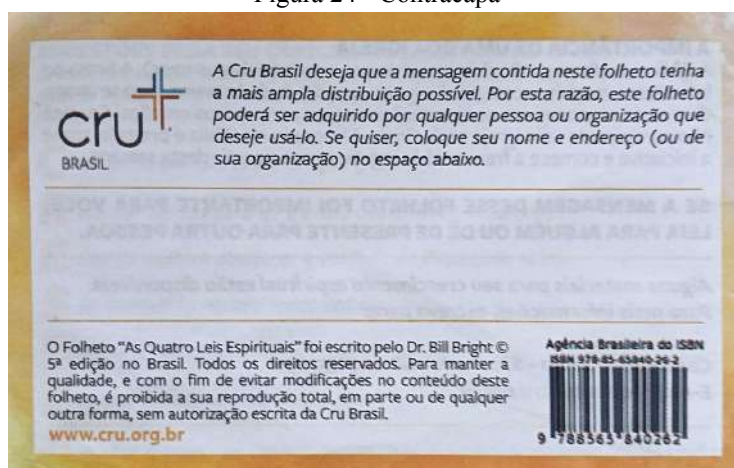 Figura 24 - Contracapa
cru
BRASIL
A Cru Brasil deseja que a mensagem contida neste folheto tenha
a mais ampla distribuição possível. Por esta razão, este folheto
poderá ser adquirido por qualquer pessoa ou organização que
deseje usá-lo. Se quiser, coloque seu nome e endereço (ou de
sua organização) no espaço abaixo.
O Folheto "As Quatro Leis Espirituais" foi escrito pelo Dr. Bill Bright ©
5ª edição no Brasil. Todos os direitos reservados. Para manter a
qualidade, e com o fim de evitar modificações no conteúdo deste
folheto, é proibida a sua reprodução total, em parte ou de qualquer
outra forma, sem autorização escrita da Cru Brasil.
www.cru.org.br
Agência Brasileira do ISBN
ISBN 978-85-65840-26-2
9 788565 840262